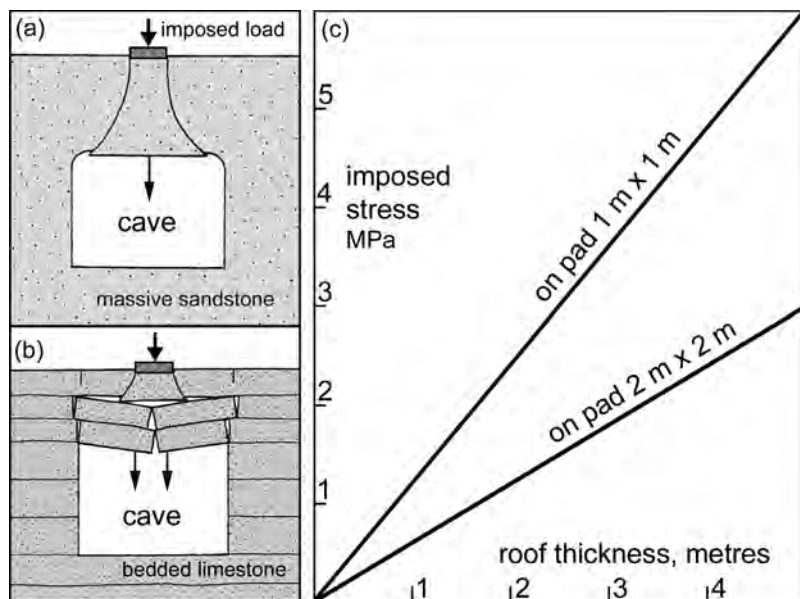 (a)
imposed load
cave
massive sandstone
(b)
cave
bedded limestone
(c)
5
4
3
2
1
imposed
stress
MPa
on pad 1 m x 1 m
on pad 2 m x 2 m
roof thickness, metres
1
2
3
4